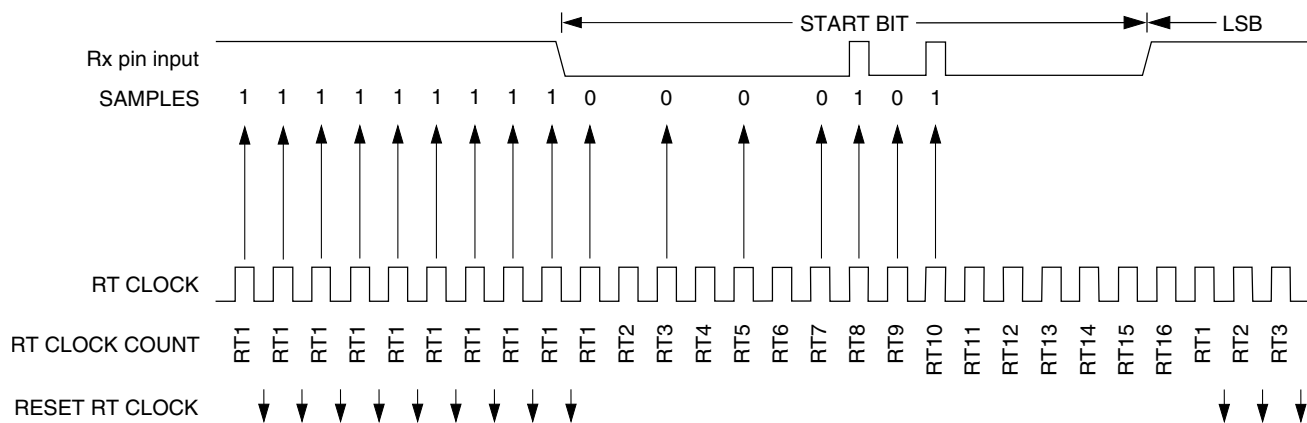 START BIT LSB
Rx pin input
SAMPLES 1 1 1 1 1 1 1 1 1 0 0 0 0 1 0 1
RT CLOCK
RT CLOCK COUNT RT1 RT1 RT1 RT1 RT1 RT1 RT1 RT1 RT1 RT1 RT2 RT3 RT4 RT5 RT6 RT7 RT8 RT9 RT10 RT11 RT12 RT13 RT14 RT15 RT16 RT1 RT2 RT3
RESET RT CLOCK